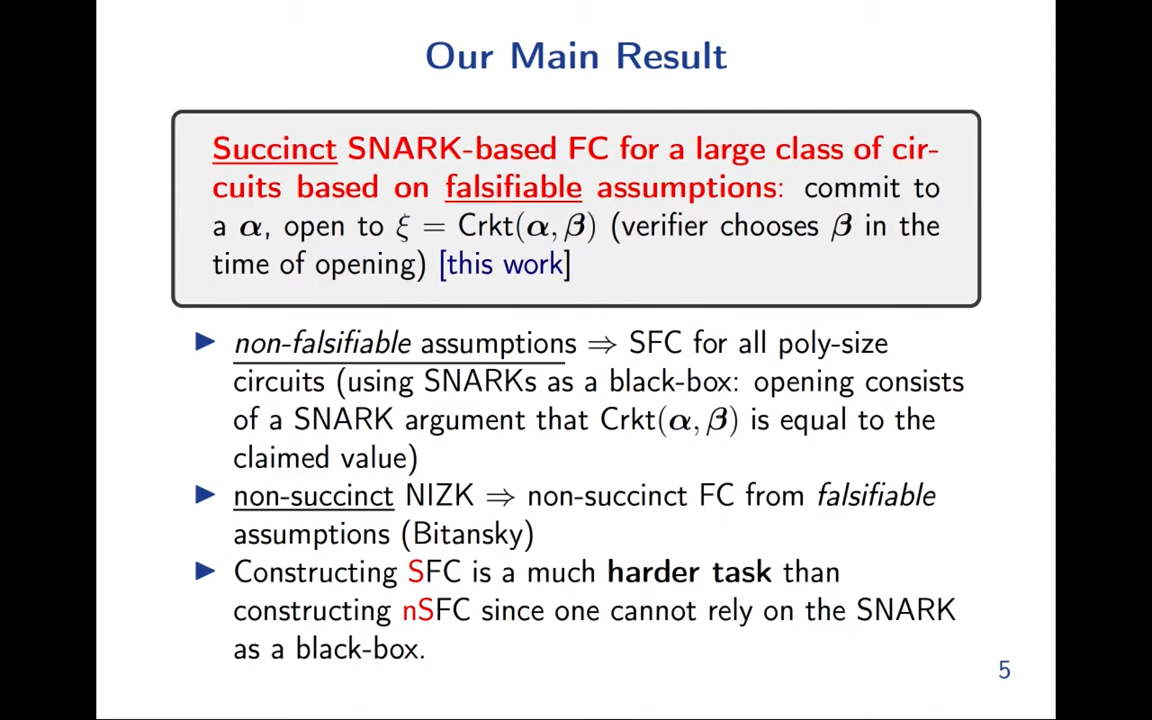 Our Main Result
Succinct SNARK-based FC for a large class of cir-
cuits based on falsifiable assumptions: commit to
a α, open to ξ = Crkt(α, β) (verifier chooses β in the
time of opening) [this work]
▶ non-falsifiable assumptions ⇒ SFC for all poly-size
circuits (using SNARKs as a black-box: opening consists
of a SNARK argument that Crkt(α, β) is equal to the
claimed value)
▶ non-succinct NIZK ⇒ non-succinct FC from falsifiable
assumptions (Bitansky)
▶ Constructing SFC is a much harder task than
constructing nSFC since one cannot rely on the SNARK
as a black-box.
5